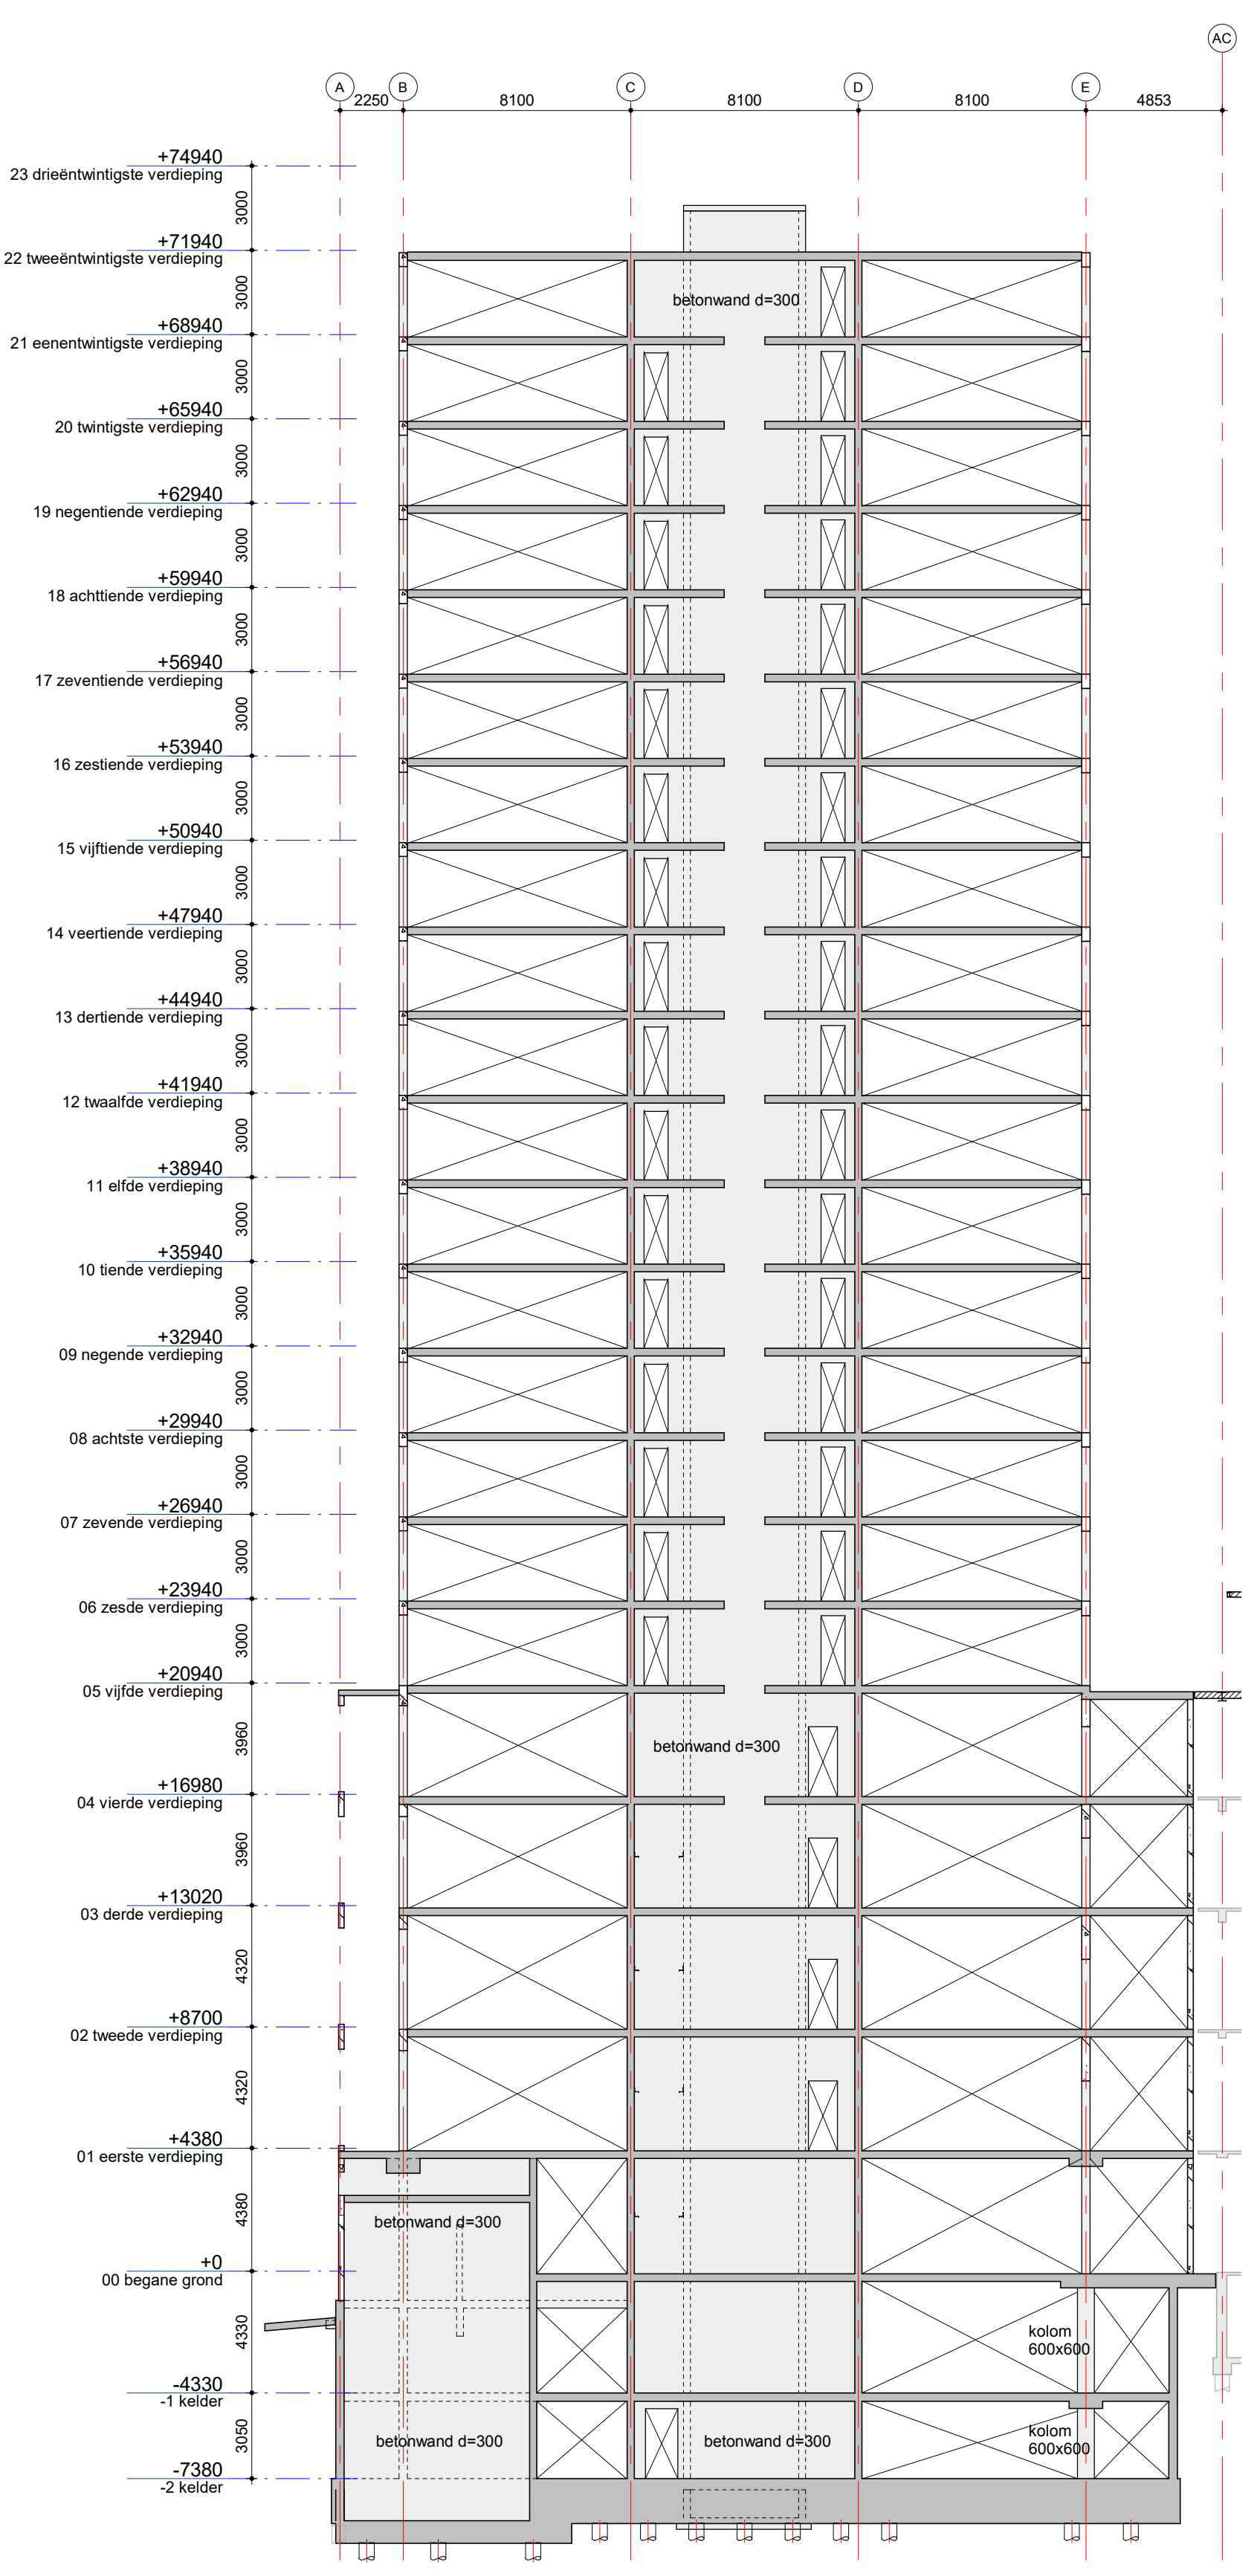 AC
A
B
C
D
E
2250
8100
8100
8100
4853
+74940
23 drieëntwintigste verdieping
3000
+71940
22 tweeëntwintigste verdieping
betonwand d=300
3000
+68940
21 eenentwintigste verdieping
3000
+65940
20 twintigste verdieping
3000
+62940
19 negentiende verdieping
3000
+59940
18 achttiende verdieping
3000
+56940
17 zeventiende verdieping
3000
+53940
16 zestiende verdieping
3000
+50940
15 vijftiende verdieping
3000
+47940
14 veertiende verdieping
3000
+44940
13 dertiende verdieping
3000
+41940
12 twaalfde verdieping
3000
+38940
11 elfde verdieping
3000
+35940
10 tiende verdieping
3000
+32940
09 negende verdieping
3000
+29940
08 achtste verdieping
3000
+26940
07 zevende verdieping
3000
+23940
06 zesde verdieping
3000
+20940
05 vijfde verdieping
3960
betonwand d=300
+16980
04 vierde verdieping
3960
+13020
03 derde verdieping
4320
+8700
02 tweede verdieping
4320
+4380
01 eerste verdieping
4380
betonwand d=300
+0
00 begane grond
4330
kolom
600x600
-4330
-1 kelder
3050
betonwand d=300
betonwand d=300
kolom
600x600
-7380
-2 kelder